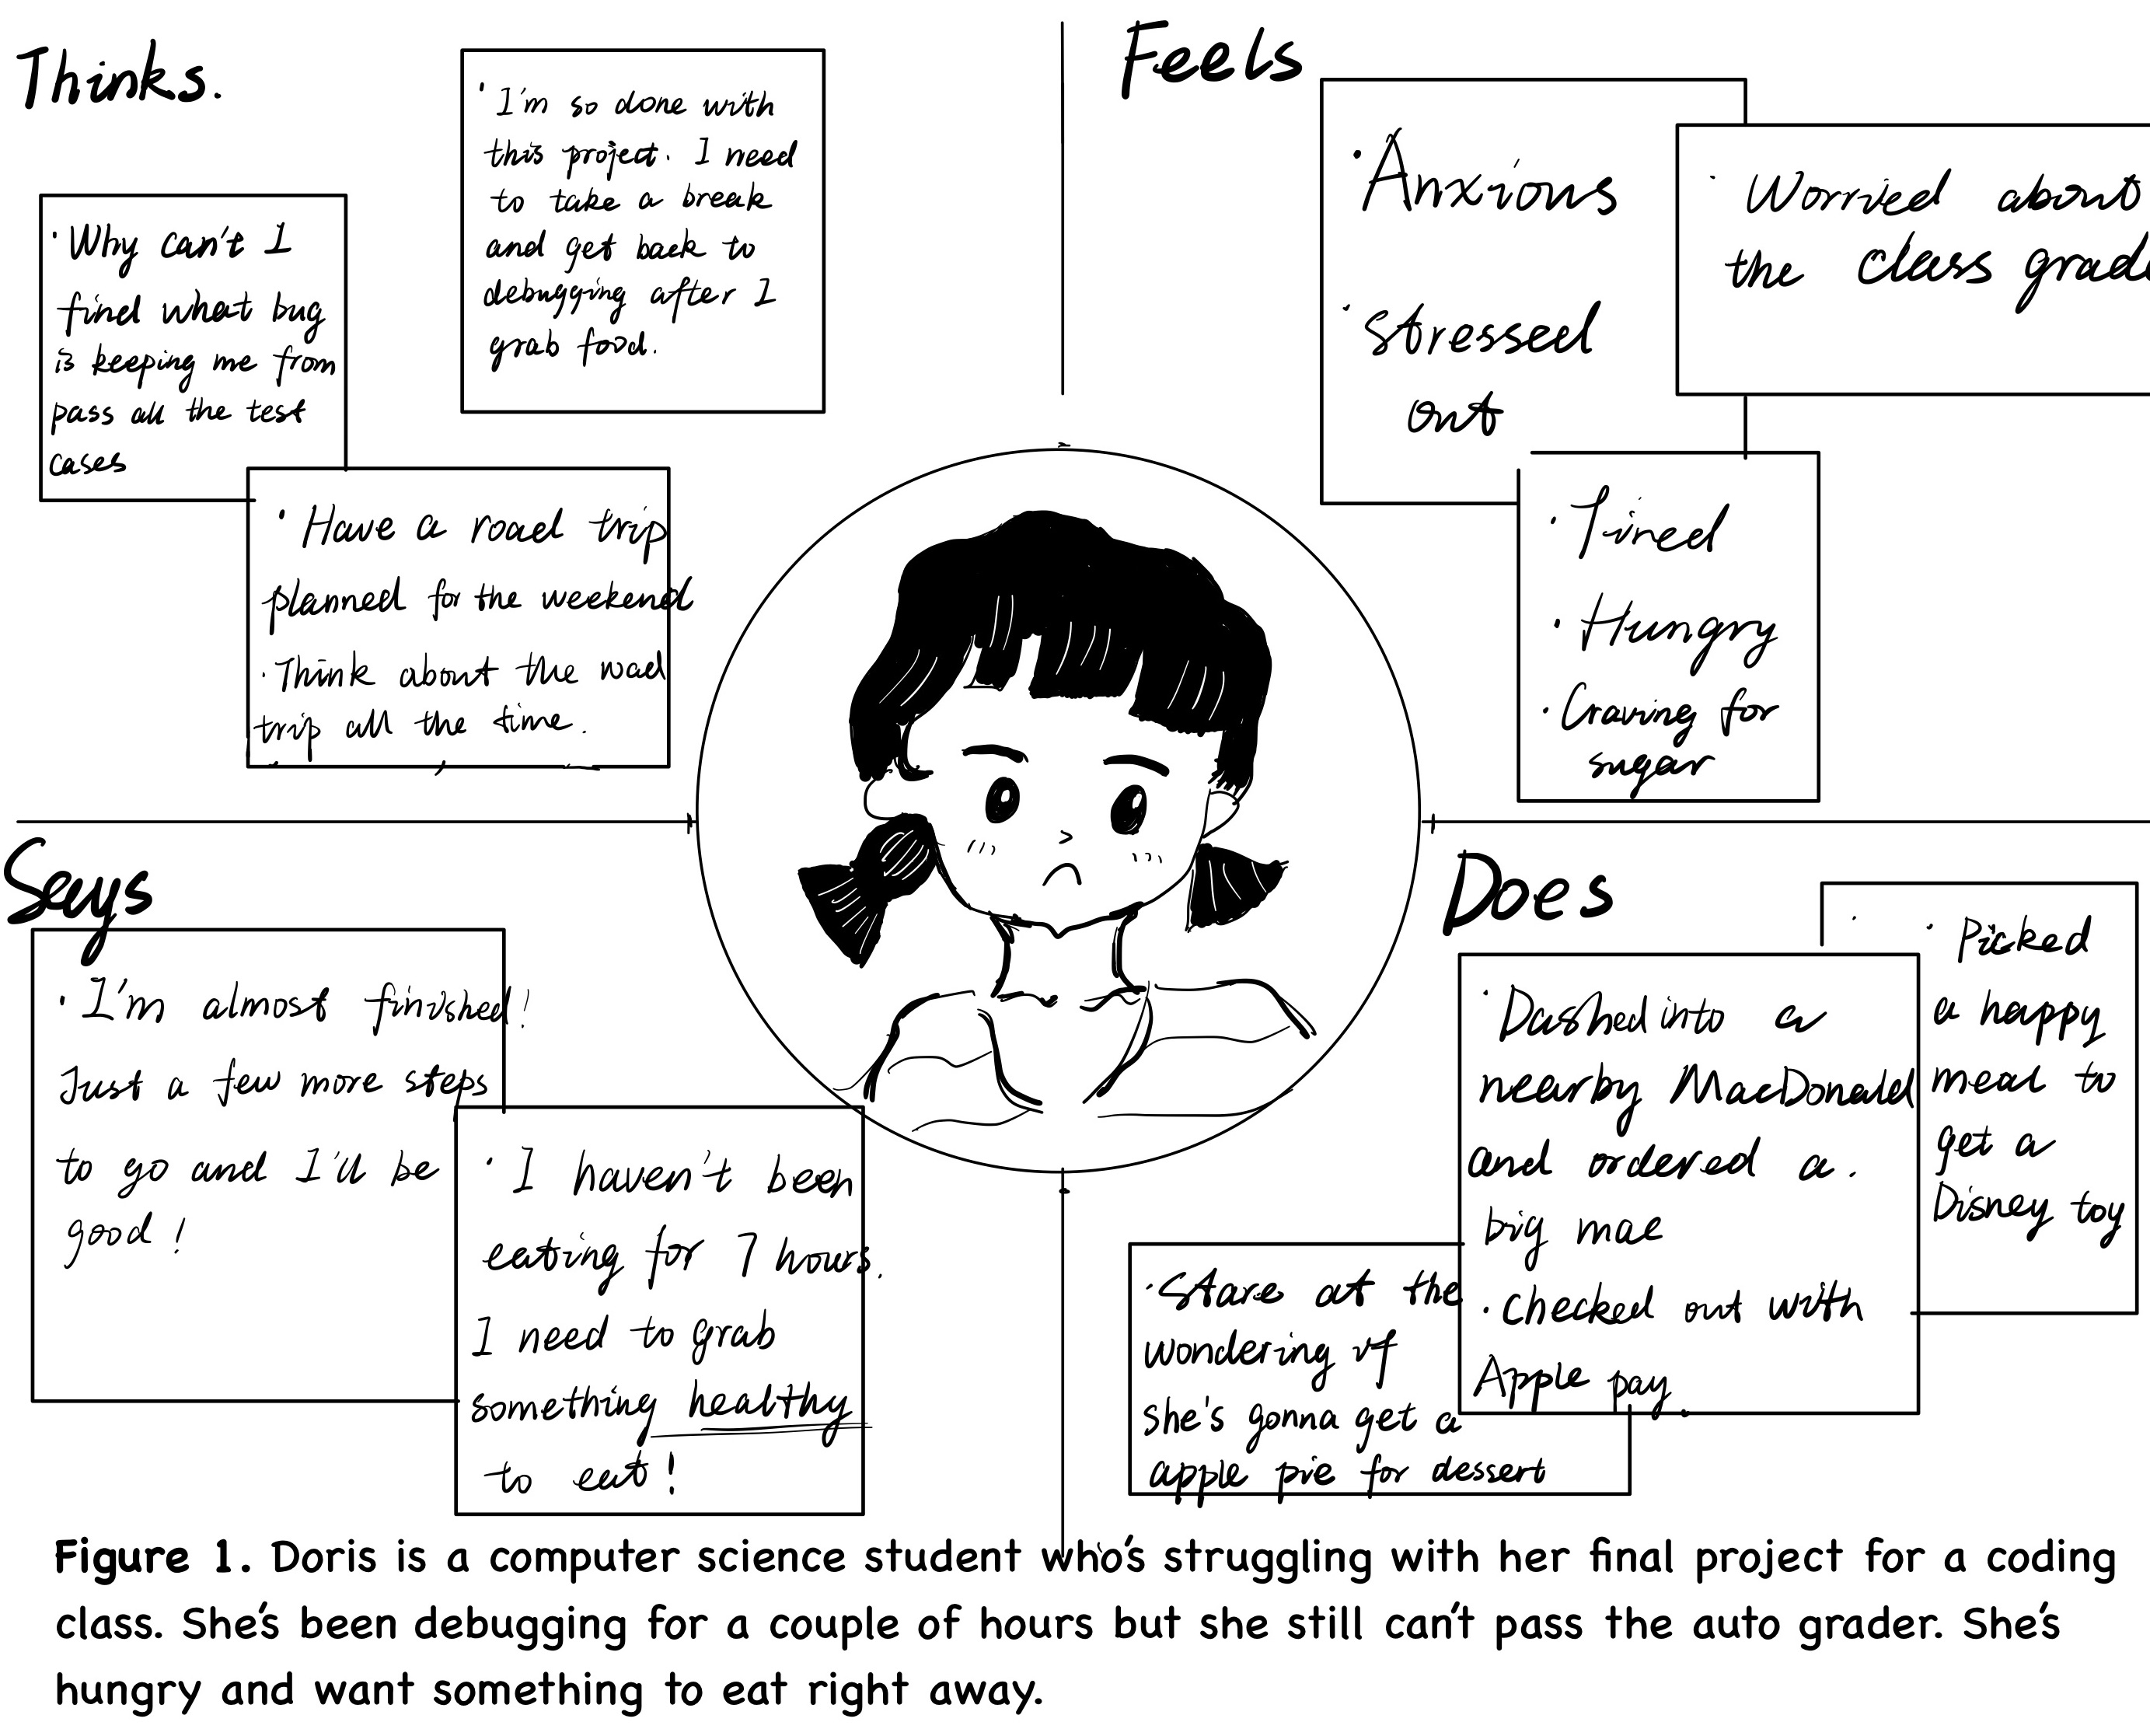 Thinks.
· I'm so done with
this project. I need
to take a break
and get back to
debugging after I
grab food.
· Why can't I
find what bug
is keeping me from
pass all the test
cases
· Have a road trip
planned for the weekend
· Think about the road
trip all the time.
Feels
· Anxious
· Stressed
out
· Worried about
the class grade
· Tired
· Hungry
· Craving for
sugar
Says
· I'm almost finished!
Just a few more steps
to go and I'll be
good!
· I haven't been
eating for 7 hours.
I need to grab
something healthy
to eat!
Does
· Picked
a happy
meal to
get a
Disney toy
· Dashed into a
nearby MacDonald
and ordered a.
big mac
· Checked out with
Apple pay.
· Stare at the
wondering if
she's gonna get a
apple pie for dessert
Figure 1. Doris is a computer science student who's struggling with her final project for a coding
class. She's been debugging for a couple of hours but she still can't pass the auto grader. She's
hungry and want something to eat right away.